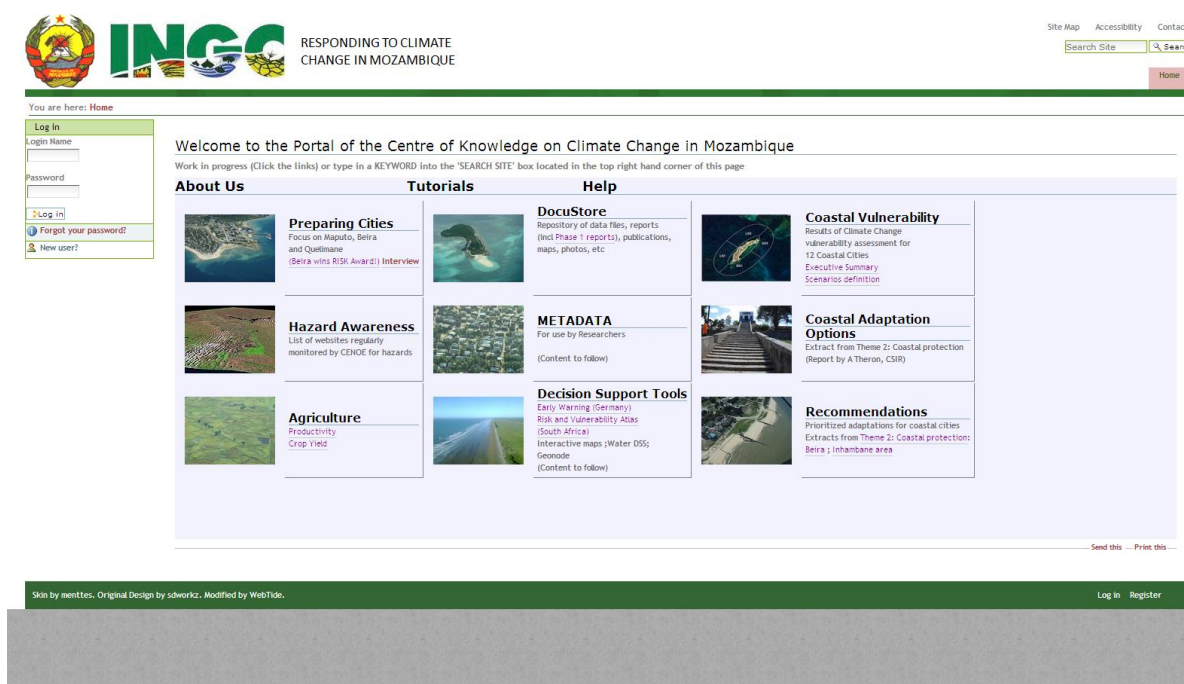 INGC
RESPONDING TO CLIMATE
CHANGE IN MOZAMBIQUE
Site Map Accessibility Contac
Search Site Sear
Home
You are here: Home
Log in
Login Name
Password
Log in
Forgot your password?
New user?
Welcome to the Portal of the Centre of Knowledge on Climate Change in Mozambique
Work in progress (Click the links) or type in a KEYWORD into the 'SEARCH SITE' box located in the top right hand corner of this page
About Us Tutorials Help
Preparing Cities
Focus on Maputo, Beira
and Quelimane
(Beira wins RISK Award!) Interview
DocuStore
Repository of data files, reports
(incl Phase 1 reports), publications,
maps, photos, etc
Coastal Vulnerability
Results of Climate Change
vulnerability assessment for
12 Coastal Cities
Executive Summary
Scenarios definition
Hazard Awareness
List of websites regularly
monitored by CENOE for hazards
METADATA
For use by Researchers
(Content to follow)
Coastal Adaptation
Options
Extract from Theme 2: Coastal protection
(Report by A Theron, CSIR)
Agriculture
Productivity
Crop Yield
Decision Support Tools
Early Warning (Germany)
Risk and Vulnerability Atlas
(South Africa)
Interactive maps ;Water DSS;
Geonode
(Content to follow)
Recommendations
Prioritized adaptations for coastal cities
Extracts from Theme 2: Coastal protection:
Beira ; Inhambane area
Send this — Print this
Skin by menttes. Original Design by sdworkz. Modified by WebTide.
Log in Register